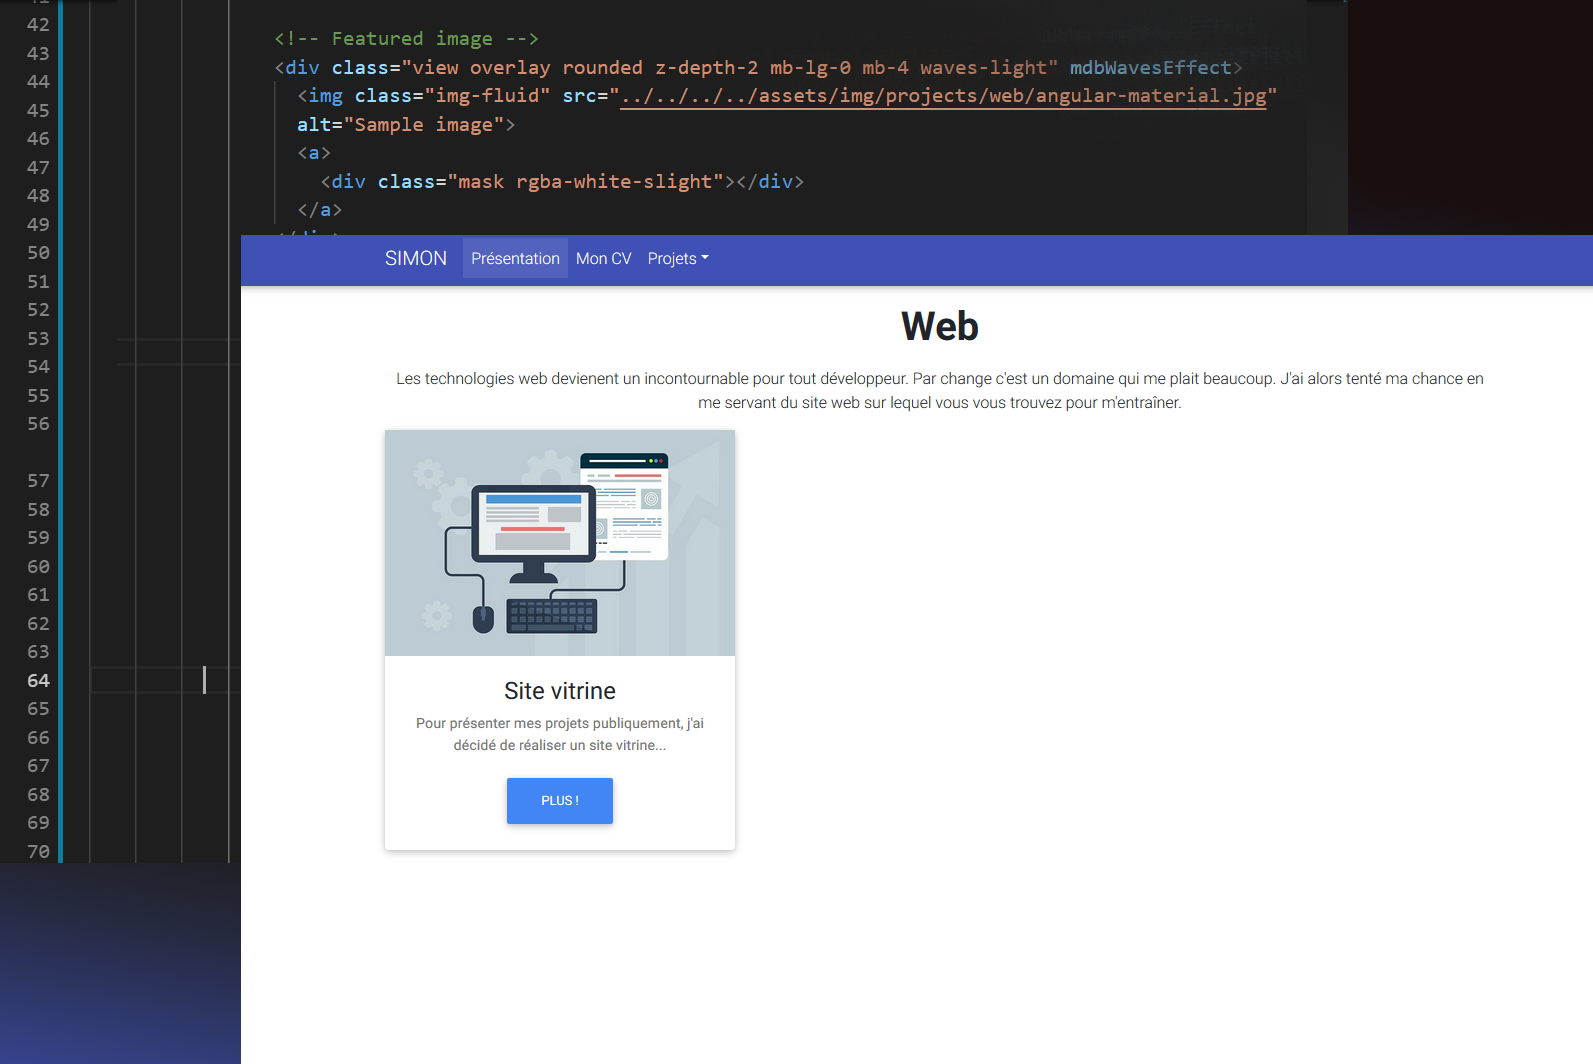 42
43
44
45
46
47
48
49
50
51
52
53
54
55
56
57
58
59
60
61
62
63
64
65
66
67
68
69
70
<!-- Featured image -->
<div class="view overlay rounded z-depth-2 mb-lg-0 mb-4 waves-light" mdbWavesEffect>
<img class="img-fluid" src="../../../../assets/img/projects/web/angular-material.jpg"
alt="Sample image">
<a>
<div class="mask rgba-white-slight"></div>
</a>
SIMON Présentation Mon CV Projets
Web
Les technologies web devienent un incontournable pour tout développeur. Par change c'est un domaine qui me plait beaucoup. J'ai alors tenté ma chance en
me servant du site web sur lequel vous vous trouvez pour m'entraîner.
Site vitrine
Pour présenter mes projets publiquement, j'ai
décidé de réaliser un site vitrine...
PLUS !